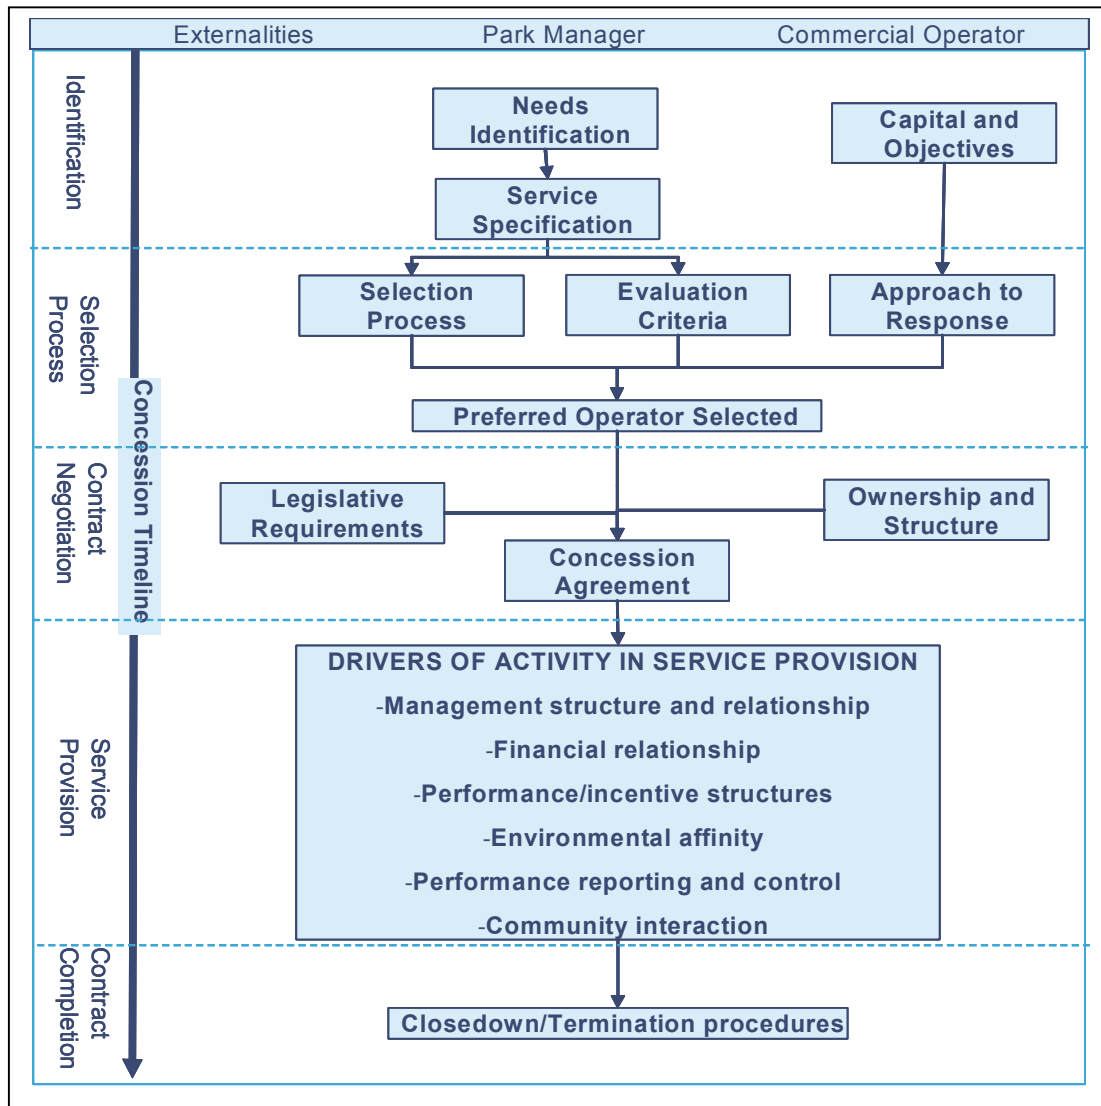 Externalities Park Manager Commercial Operator
Identification
Needs
Identification
Capital and
Objectives
Service
Specification
Selection
Process
Selection
Process
Evaluation
Criteria
Approach to
Response
Preferred Operator Selected
Concession Timeline
Contract
Negotiation
Legislative
Requirements
Ownership and
Structure
Concession
Agreement
Service
Provision
DRIVERS OF ACTIVITY IN SERVICE PROVISION
-Management structure and relationship
-Financial relationship
-Performance/incentive structures
-Environmental affinity
-Performance reporting and control
-Community interaction
Contract
Completion
Closedown/Termination procedures